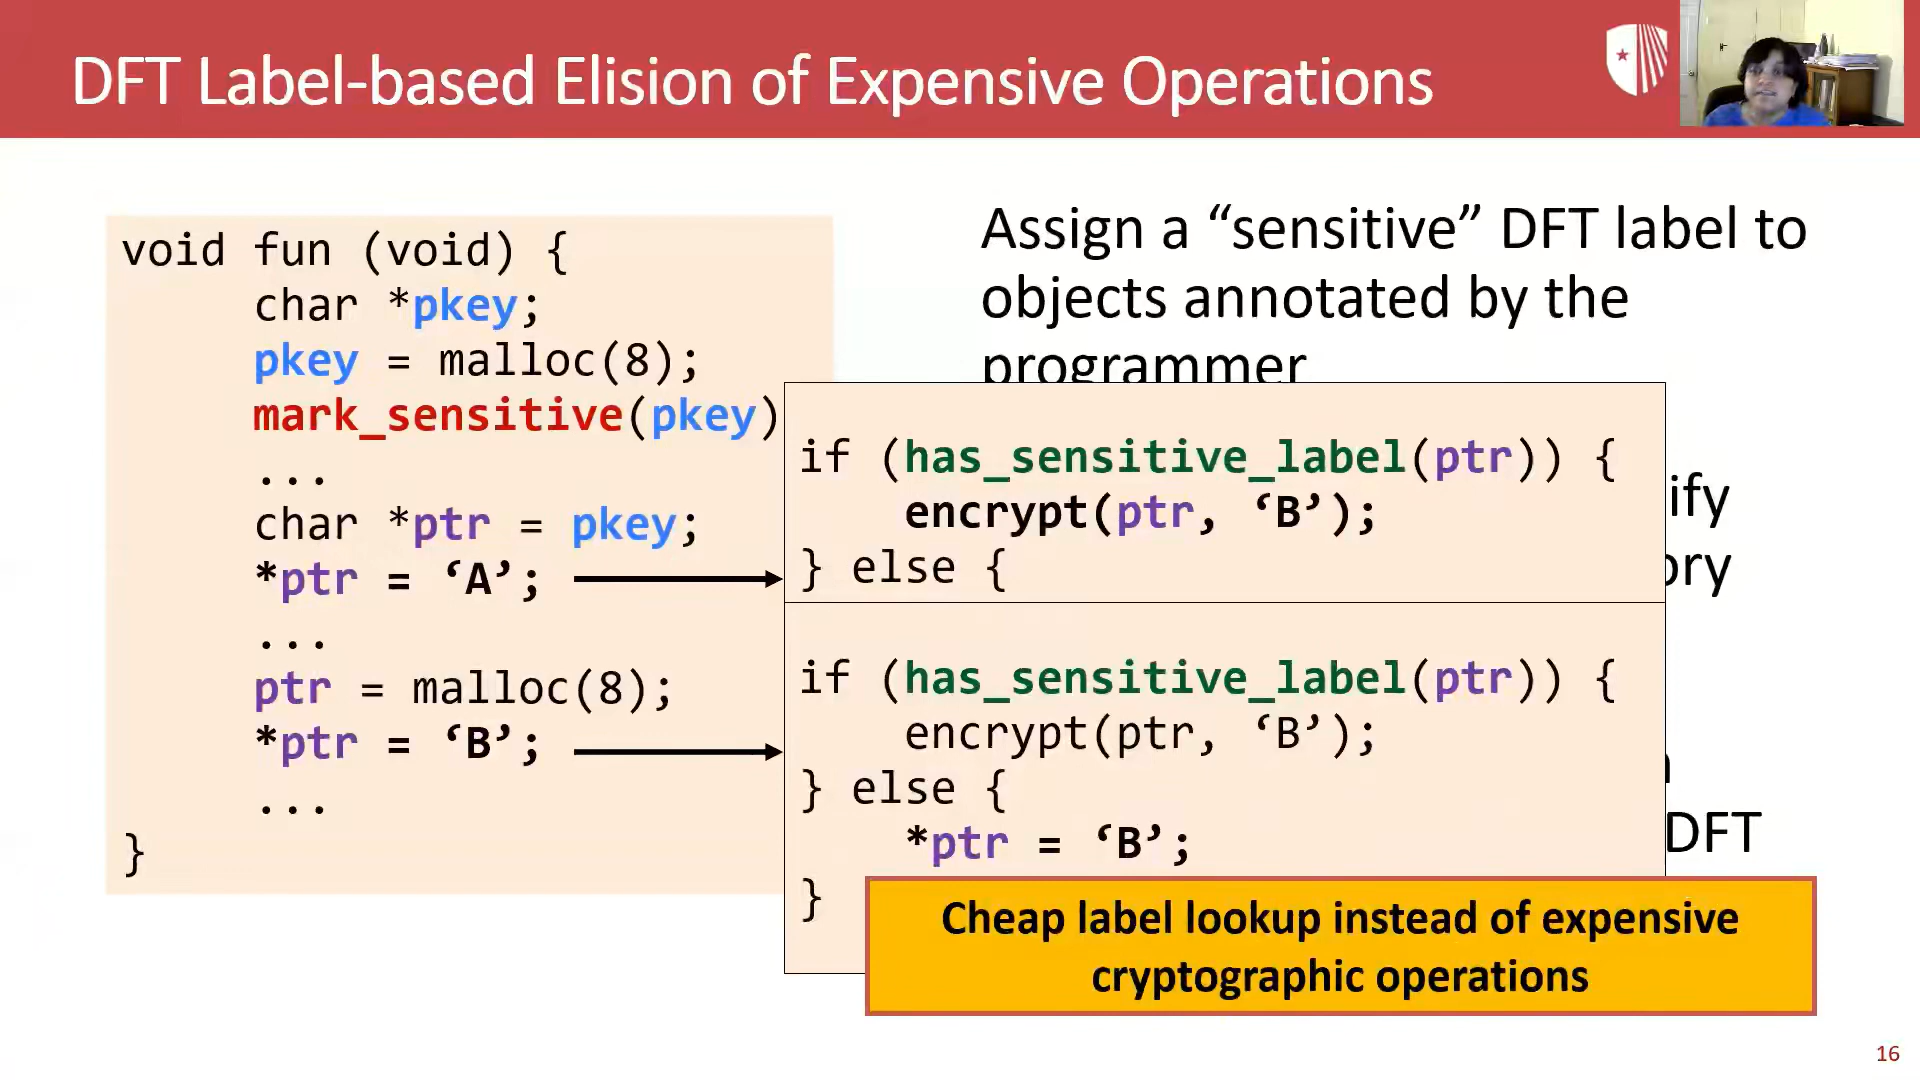 DFT Label-based Elision of Expensive Operations
void fun (void) {
char *pkey;
pkey = malloc(8);
mark_sensitive(pkey)
...
char *ptr = pkey;
*ptr = ‘A’;
...
ptr = malloc(8);
*ptr = ‘B’;
...
}
Assign a “sensitive” DFT label to
objects annotated by the
programmer
if (has_sensitive_label(ptr)) {
encrypt(ptr, ‘B’);
} else {
if (has_sensitive_label(ptr)) {
encrypt(ptr, ‘B’);
} else {
*ptr = ‘B’;
}
DFT
Cheap label lookup instead of expensive
cryptographic operations
16